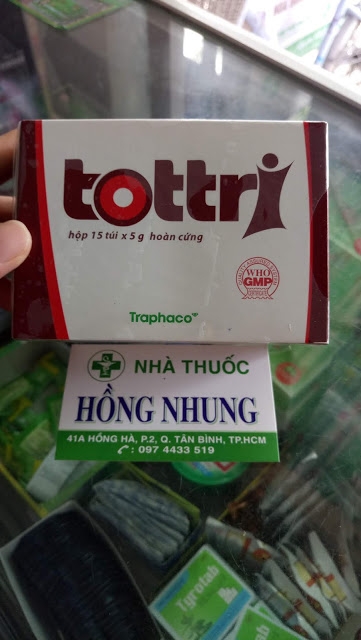 tottri
hộp 15 túi x 5 g hoàn cứng
WHO
GMP
Traphaco
NHÀ THUỐC
HỒNG NHUNG
41A HỒNG HÀ, P.2, Q. TÂN BÌNH, TP.HCM
: 097 4433 519
Tgrotab